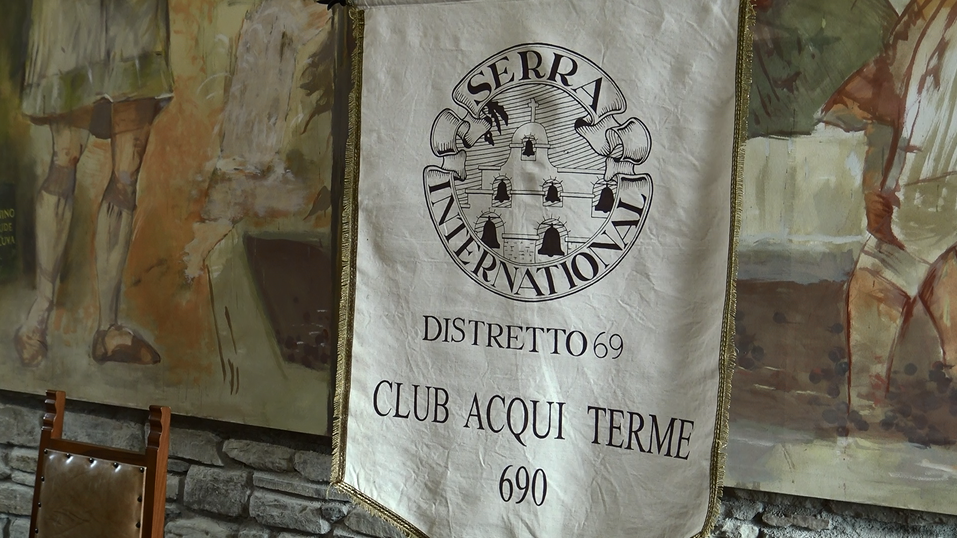 SERRA
INTERNATIONAL
DISTRETTO 69
CLUB ACQUI TERME
690